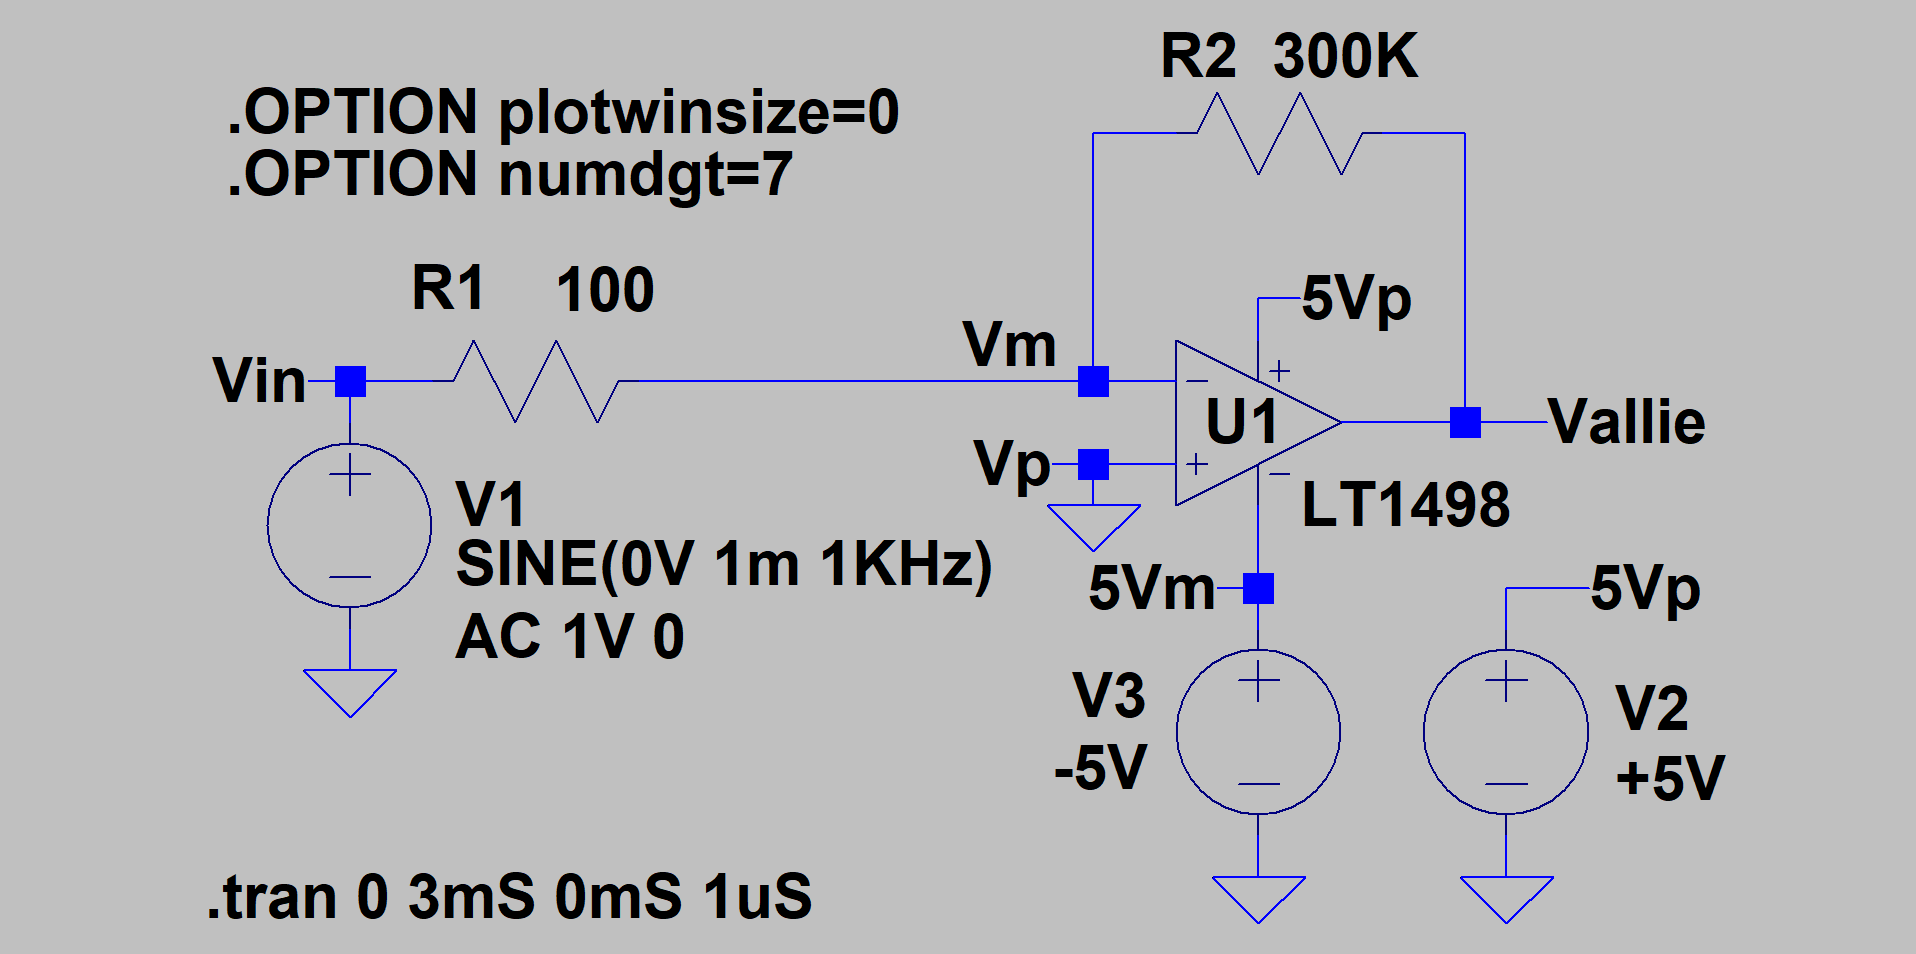 R2 300K
.OPTION plotwinsize=0
.OPTION numdgt=7
R1 100
5Vp
Vm
Vin
U1
Vallie
Vp
LT1498
V1
SINE(0V 1m 1KHz)
AC 1V 0
5Vm
5Vp
V3
-5V
V2
+5V
.tran 0 3mS 0mS 1uS